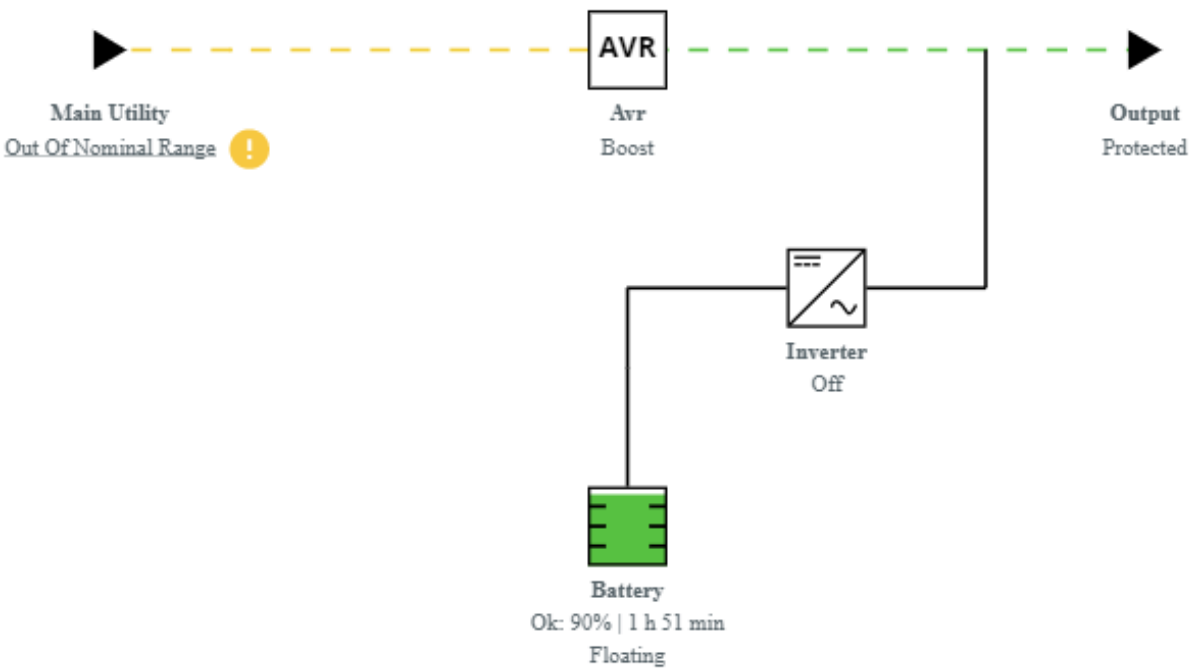 AVR
Main Utility
Out Of Nominal Range
!
Avr
Boost
Output
Protected
Inverter
Off
Battery
Ok: 90% | 1 h 51 min
Floating